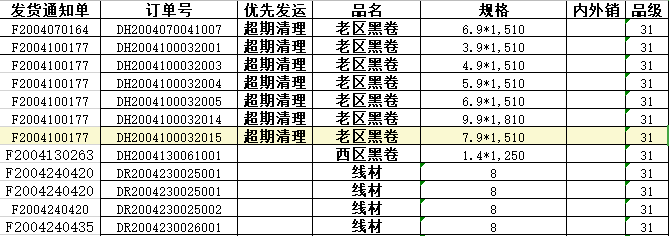 发货通知单 订单号 优先发运 品名 规格 内外销 品级
F2004070164 DH2004070041007 超期清理 老区黑卷 6.9*1,510 31
F2004100177 DH2004100032001 超期清理 老区黑卷 3.9*1,510 31
F2004100177 DH2004100032003 超期清理 老区黑卷 4.9*1,510 31
F2004100177 DH2004100032004 超期清理 老区黑卷 5.9*1,510 31
F2004100177 DH2004100032005 超期清理 老区黑卷 6.9*1,510 31
F2004100177 DH2004100032014 超期清理 老区黑卷 9.9*1,810 31
F2004100177 DH2004100032015 超期清理 老区黑卷 7.9*1,510 31
F2004130263 DH2004130061001 西区黑卷 1.4*1,250 31
F2004240420 DR2004230025001 线材 8 31
F2004240420 DR2004230025001 线材 8 31
F2004240420 DR2004230025002 线材 8 31
F2004240435 DR2004230026001 线材 8 31